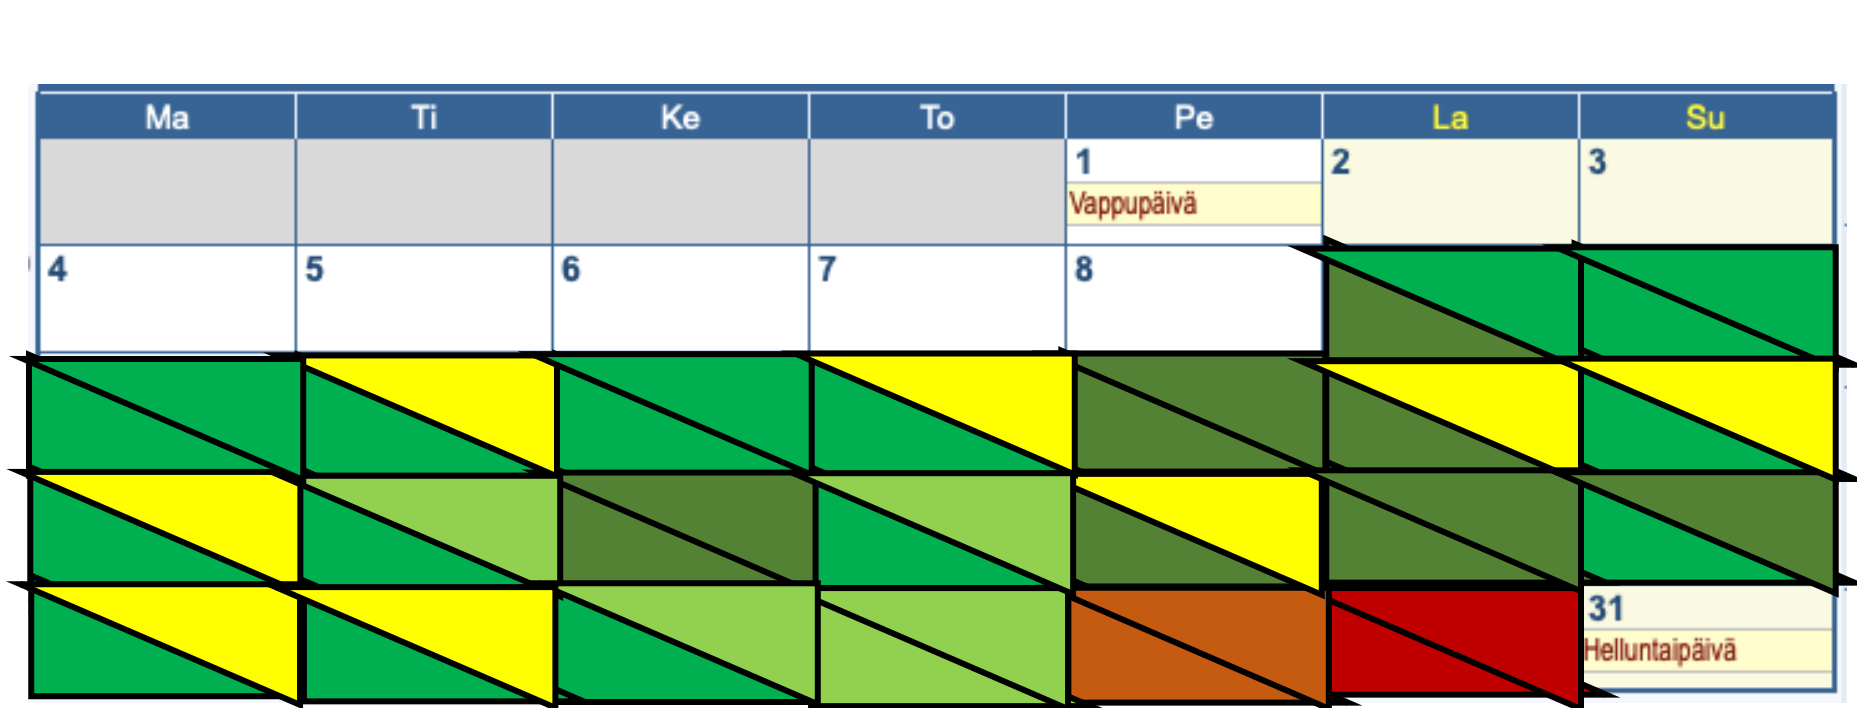 Ma Ti Ke To Pe La Su
1 2 3
Vappupäivä
4 5 6 7 8
31
Helluntaipäivä